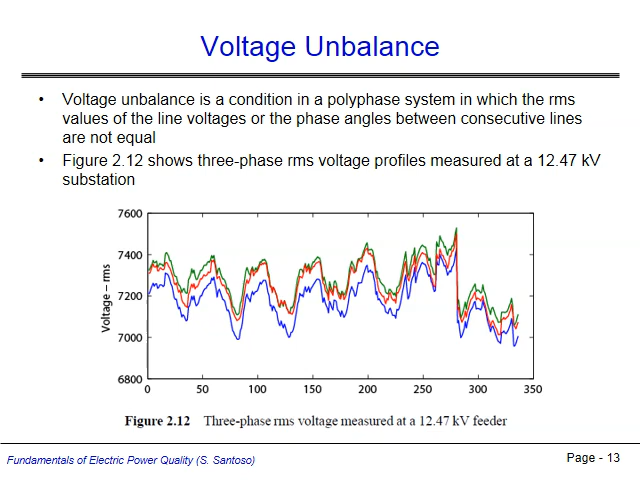 Voltage Unbalance
• Voltage unbalance is a condition in a polyphase system in which the rms
values of the line voltages or the phase angles between consecutive lines
are not equal
• Figure 2.12 shows three-phase rms voltage profiles measured at a 12.47 kV
substation
7600
7400
7200
7000
6800
Voltage – rms
0 50 100 150 200 250 300 350
Figure 2.12 Three-phase rms voltage measured at a 12.47 kV feeder
Fundamentals of Electric Power Quality (S. Santoso)
Page - 13